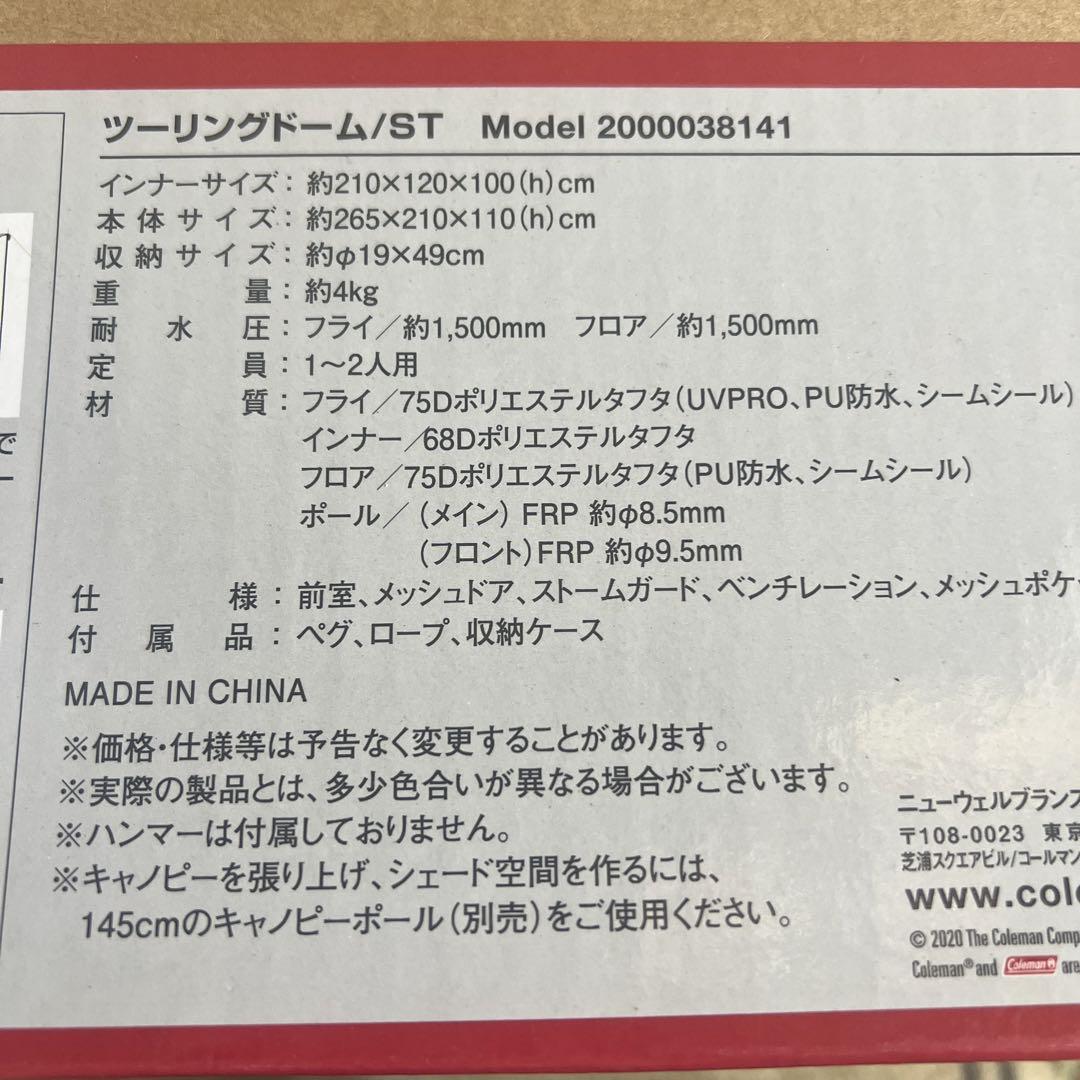 ツーリングドーム/ST Model 2000038141
インナーサイズ：約210×120×100(h)cm
本体サイズ：約265×210×110(h)cm
収納サイズ：約φ19×49cm
重量：約4kg
耐水圧：フライ／約1,500mm フロア／約1,500mm
定員：1〜2人用
材質：フライ／75Dポリエステルタフタ(UVPRO、PU防水、シームシール)
インナー／68Dポリエステルタフタ
フロア／75Dポリエステルタフタ(PU防水、シームシール)
ポール／(メイン) FRP 約φ8.5mm
(フロント)FRP 約φ9.5mm
仕様：前室、メッシュドア、ストームガード、ベンチレーション、メッシュポケ
付属品：ペグ、ロープ、収納ケース
MADE IN CHINA
※価格・仕様等は予告なく変更することがあります。
※実際の製品とは、多少色合いが異なる場合がございます。
※ハンマーは付属しておりません。
※キャノピーを張り上げ、シェード空間を作るには、
145cmのキャノピーポール(別売)をご使用ください。
で
ー
ニューウェルブランズ
〒108-0023 東京
芝浦スクエアビル/コールマン
www.cole
© 2020 The Coleman Comp
Coleman® and Coleman are